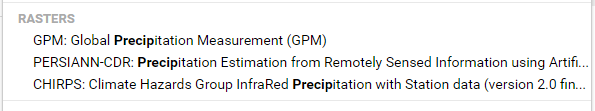 RASTERS
GPM: Global Precipitation Measurement (GPM)
PERSIANN-CDR: Precipitation Estimation from Remotely Sensed Information using Artifi...
CHIRPS: Climate Hazards Group InfraRed Precipitation with Station data (version 2.0 fin...